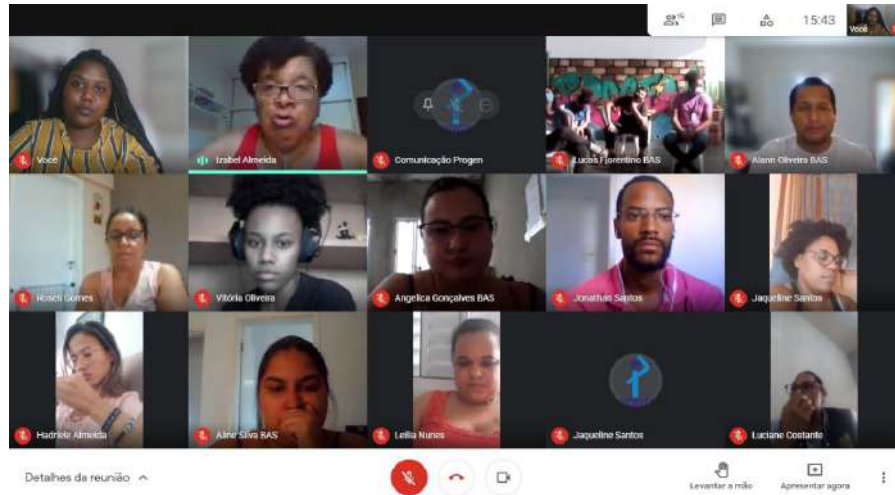 15:43
Você
Você
Izabel Almeida
Comunicação Progen
Lucas Florentino BAS
Alann Oliveira BAS
Roseli Gomes
Vitória Oliveira
Angelica Gonçalves BAS
Jonathas Santos
Jaqueline Santos
Hadriele Almeida
Aline Silva BAS
Leilia Nunes
Jaqueline Santos
Luciane Costante
Detalhes da reunião
Levantar a mão
Apresentar agora